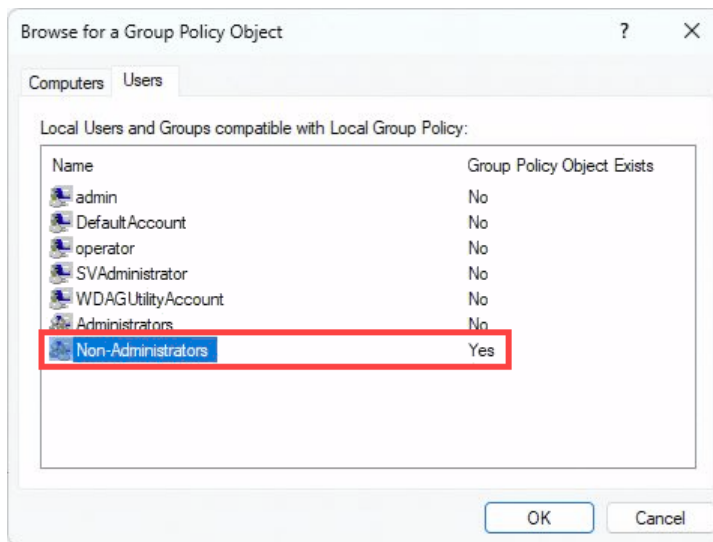 Browse for a Group Policy Object ?
Computers Users
Local Users and Groups compatible with Local Group Policy:
Name Group Policy Object Exists
admin No
DefaultAccount No
operator No
SVAdministrator No
WDAGUtilityAccount No
Administrators No
Non-Administrators Yes
OK Cancel